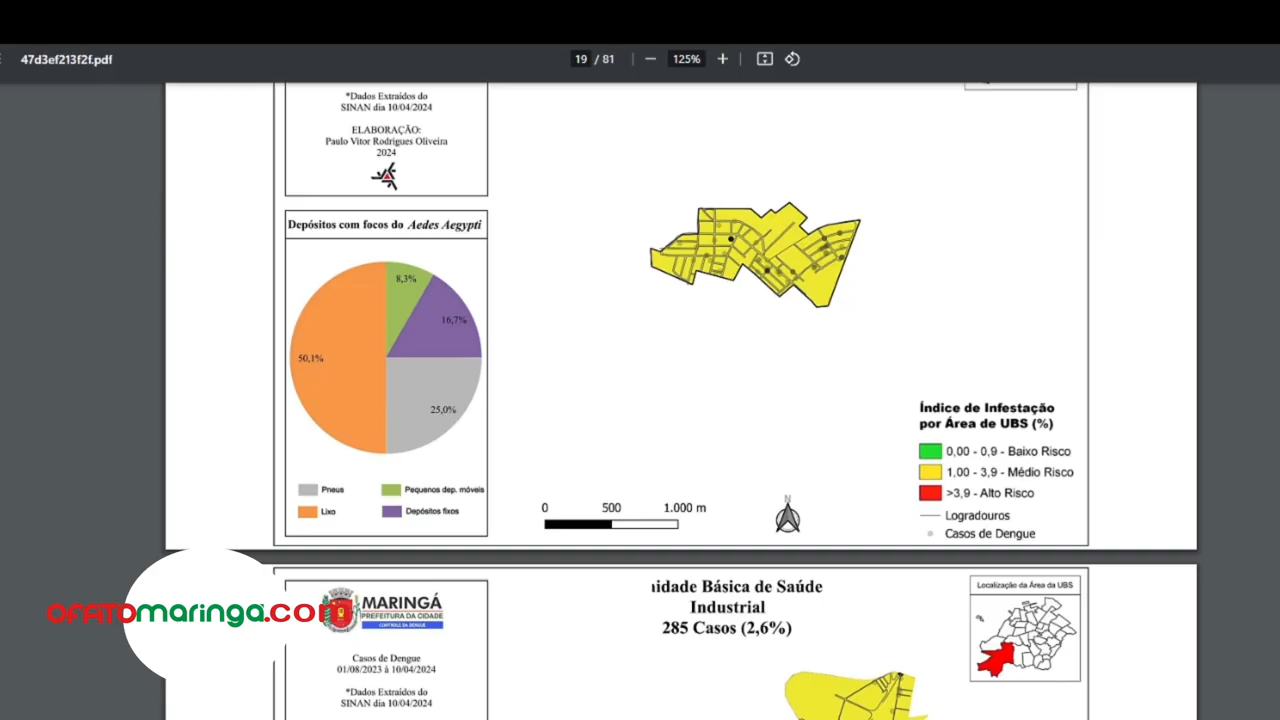 47d3ef213f2f.pdf
19 / 81
125%
*Dados Extraídos do
SINAN dia 10/04/2024
ELABORAÇÃO:
Paulo Vitor Rodrigues Oliveira
2024
Depósitos com focos do Aedes Aegypti
8,3%
16,7%
50,1%
25,0%
Pneus
Pequenos dep. móveis
Lixo
Depósitos fixos
0 500 1.000 m
N
Índice de Infestação
por Área de UBS (%)
0,00 - 0,9 - Baixo Risco
1,00 - 3,9 - Médio Risco
>3,9 - Alto Risco
Logradouros
Casos de Dengue
OFATOmaringa.com
MARINGÁ
PREFEITURA DA CIDADE
CONTROLE DA DENGUE
Casos de Dengue
01/08/2023 à 10/04/2024
*Dados Extraídos do
SINAN dia 10/04/2024
idade Básica de Saúde
Industrial
285 Casos (2,6%)
Localização da Área da UBS